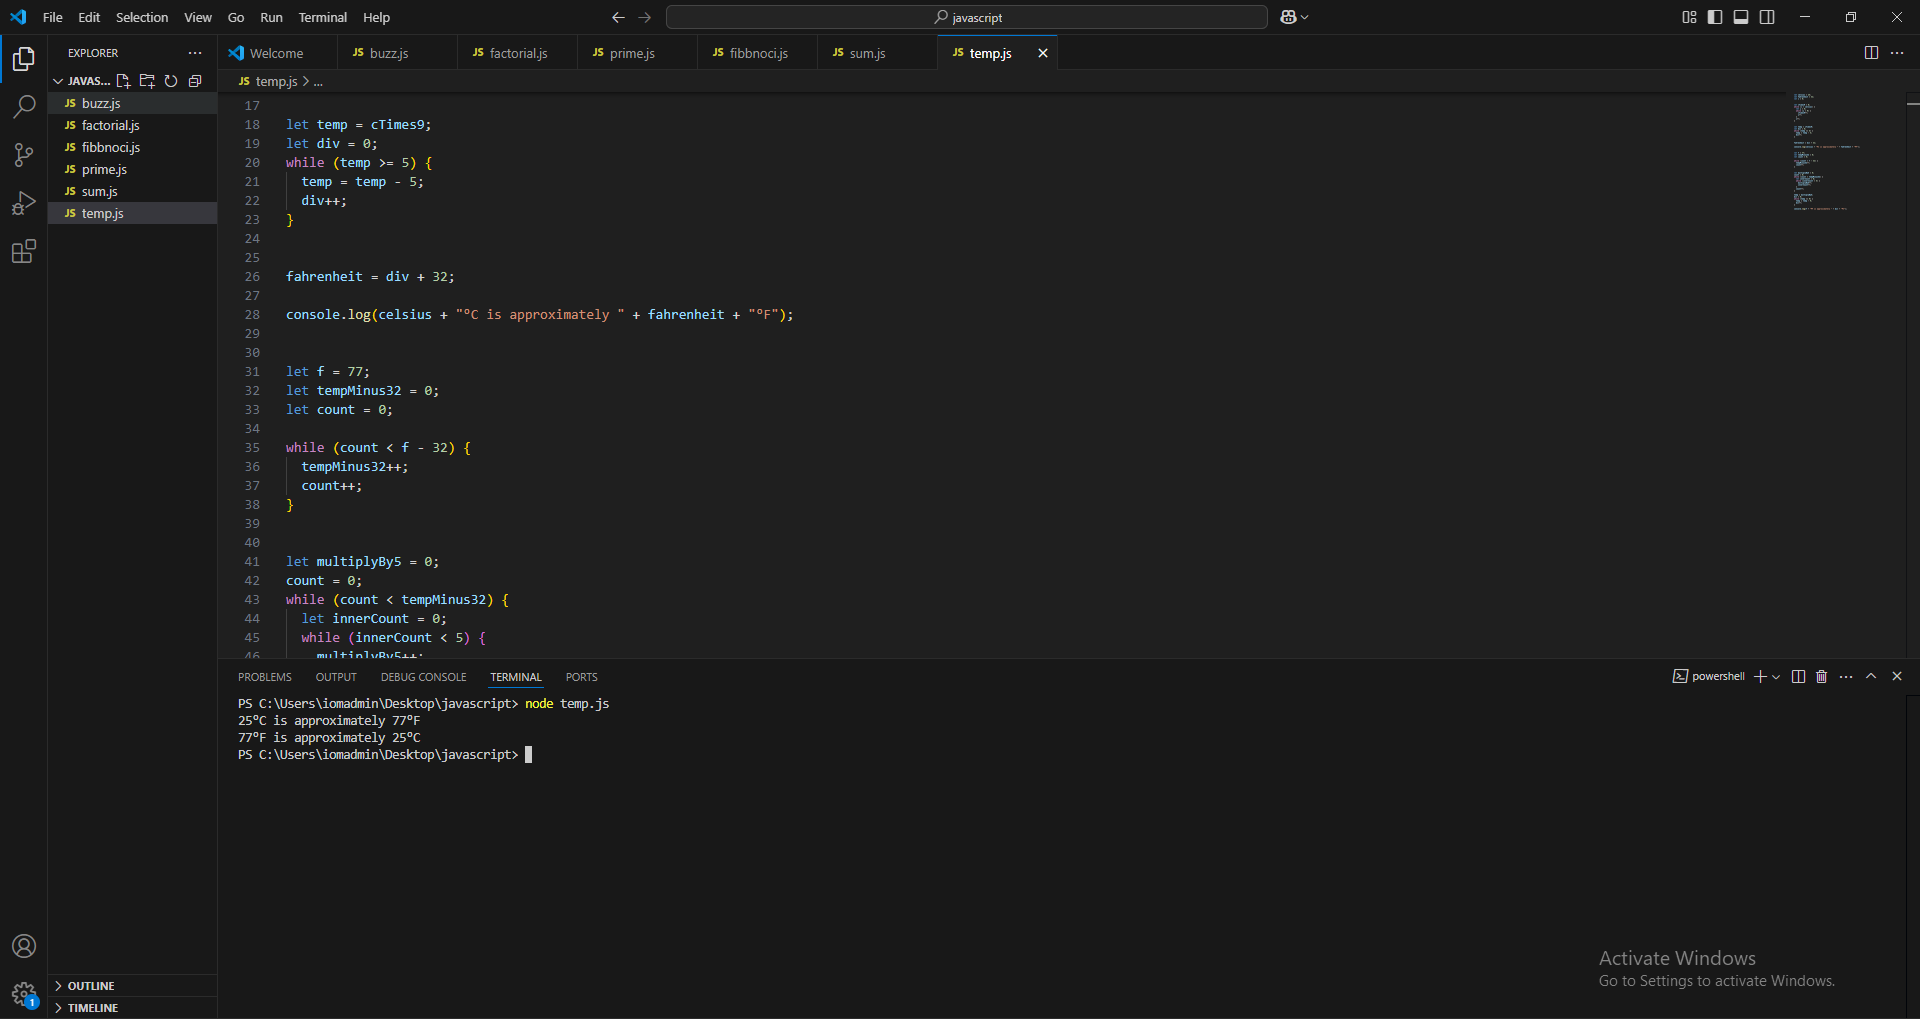 File Edit Selection View Go Run Terminal Help
javascript
EXPLORER
Welcome
JS buzz.js
JS factorial.js
JS prime.js
JS fibbnoci.js
JS sum.js
JS temp.js
JAVAS...
JS temp.js > ...
JS buzz.js
JS factorial.js
JS fibbnoci.js
JS prime.js
JS sum.js
JS temp.js
17
18 let temp = cTimes9;
19 let div = 0;
20 while (temp >= 5) {
21 temp = temp - 5;
22 div++;
23 }
24
25
26 fahrenheit = div + 32;
27
28 console.log(celsius + "°C is approximately " + fahrenheit + "°F");
29
30
31 let f = 77;
32 let tempMinus32 = 0;
33 let count = 0;
34
35 while (count < f - 32) {
36 tempMinus32++;
37 count++;
38 }
39
40
41 let multiplyBy5 = 0;
42 count = 0;
43 while (count < tempMinus32) {
44 let innerCount = 0;
45 while (innerCount < 5) {
46 multiplyBy5++;
PROBLEMS OUTPUT DEBUG CONSOLE TERMINAL PORTS
powershell
PS C:\Users\iomadmin\Desktop\javascript> node temp.js
25°C is approximately 77°F
77°F is approximately 25°C
PS C:\Users\iomadmin\Desktop\javascript>
Activate Windows
Go to Settings to activate Windows.
OUTLINE
1
TIMELINE